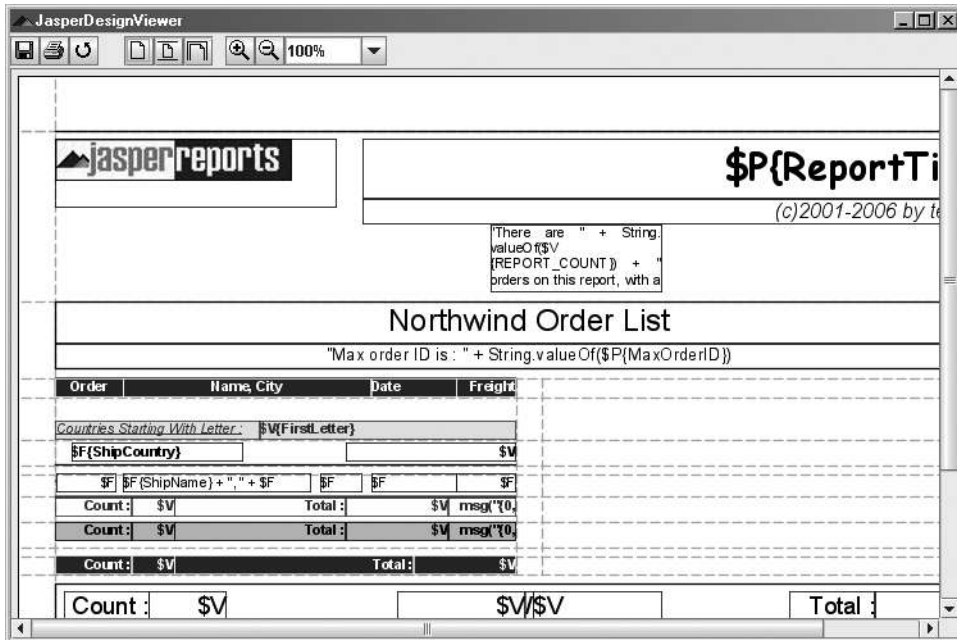 JasperDesignViewer
100%
jasperreports
$P{ReportTi
(c)2001-2006 by te
"There are " + String.
valueOf($V
{REPORT_COUNT}) + "
orders on this report, with a
Northwind Order List
"Max order ID is : " + String.valueOf($P{MaxOrderID})
Order Name, City Date Freight
Countries Starting With Letter : $V{FirstLetter}
$F{ShipCountry} $V
$F $F{ShipName} + ", " + $F $F $F $F
Count : $V Total : $V msg("{0,
Count : $V Total : $V msg("{0,
Count : $V Total : $V
Count : $V $V/$V Total :